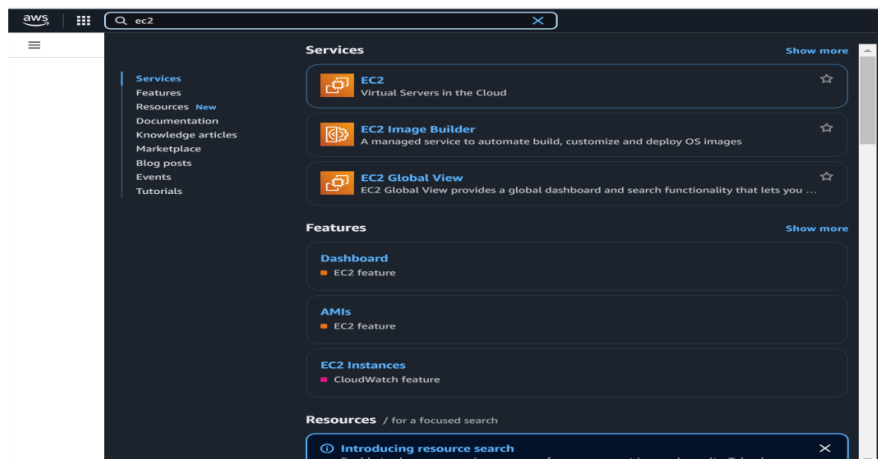 aws
ec2
Services
Features
Resources New
Documentation
Knowledge articles
Marketplace
Blog posts
Events
Tutorials
Services
Show more
EC2
Virtual Servers in the Cloud
EC2 Image Builder
A managed service to automate build, customize and deploy OS images
EC2 Global View
EC2 Global View provides a global dashboard and search functionality that lets you ...
Features
Show more
Dashboard
EC2 feature
AMIs
EC2 feature
EC2 Instances
CloudWatch feature
Resources / for a focused search
Introducing resource search